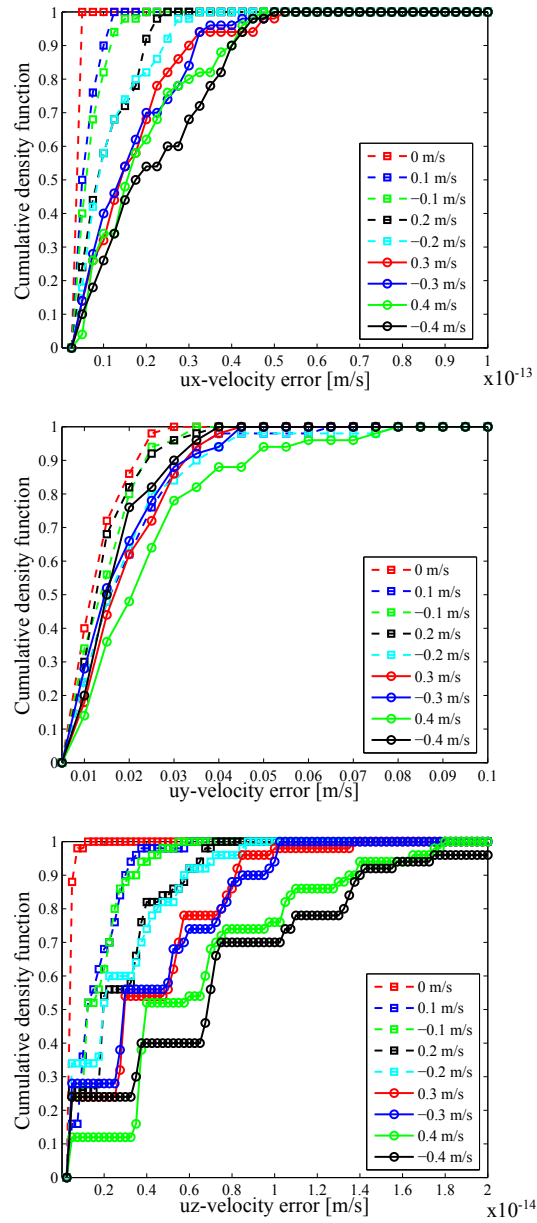 Cumulative density function
1
0.9
0.8
0.7
0.6
0.5
0.4
0.3
0.2
0.1
0
0 m/s
0.1 m/s
−0.1 m/s
0.2 m/s
−0.2 m/s
0.3 m/s
−0.3 m/s
0.4 m/s
−0.4 m/s
0.1 0.2 0.3 0.4 0.5 0.6 0.7 0.8 0.9 1
ux-velocity error [m/s] x10⁻¹³
Cumulative density function
1
0.9
0.8
0.7
0.6
0.5
0.4
0.3
0.2
0.1
0
0 m/s
0.1 m/s
−0.1 m/s
0.2 m/s
−0.2 m/s
0.3 m/s
−0.3 m/s
0.4 m/s
−0.4 m/s
0.01 0.02 0.03 0.04 0.05 0.06 0.07 0.08 0.09 0.1
uy-velocity error [m/s]
Cumulative density function
1
0.9
0.8
0.7
0.6
0.5
0.4
0.3
0.2
0.1
0
0 m/s
0.1 m/s
−0.1 m/s
0.2 m/s
−0.2 m/s
0.3 m/s
−0.3 m/s
0.4 m/s
−0.4 m/s
0.2 0.4 0.6 0.8 1 1.2 1.4 1.6 1.8 2
uz-velocity error [m/s] x10⁻¹⁴